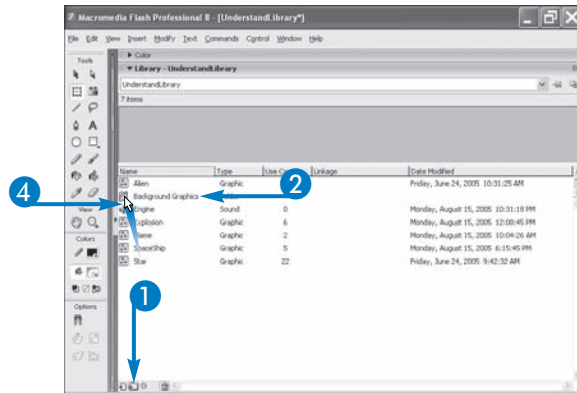 Macromedia Flash Professional 8 - [UnderstandLibrary*]
File Edit View Insert Modify Text Commands Control Window Help
Tools
Color
Library - UnderstandLibrary
UnderstandLibrary
7 items
Name Type Use Linkage Date Modified
Alien Graphic Friday, June 24, 2005 10:31:25 AM
Background Graphics
Engine Sound 0 Monday, August 15, 2005 10:31:18 PM
Explosion Graphic 6 Monday, August 15, 2005 12:00:45 PM
Graphic 2 Monday, August 15, 2005 10:04:26 AM
SpaceShip Graphic 5 Monday, August 15, 2005 6:15:45 PM
Star Graphic 22 Friday, June 24, 2005 9:42:32 AM
View
Colors
Options
4
2
1